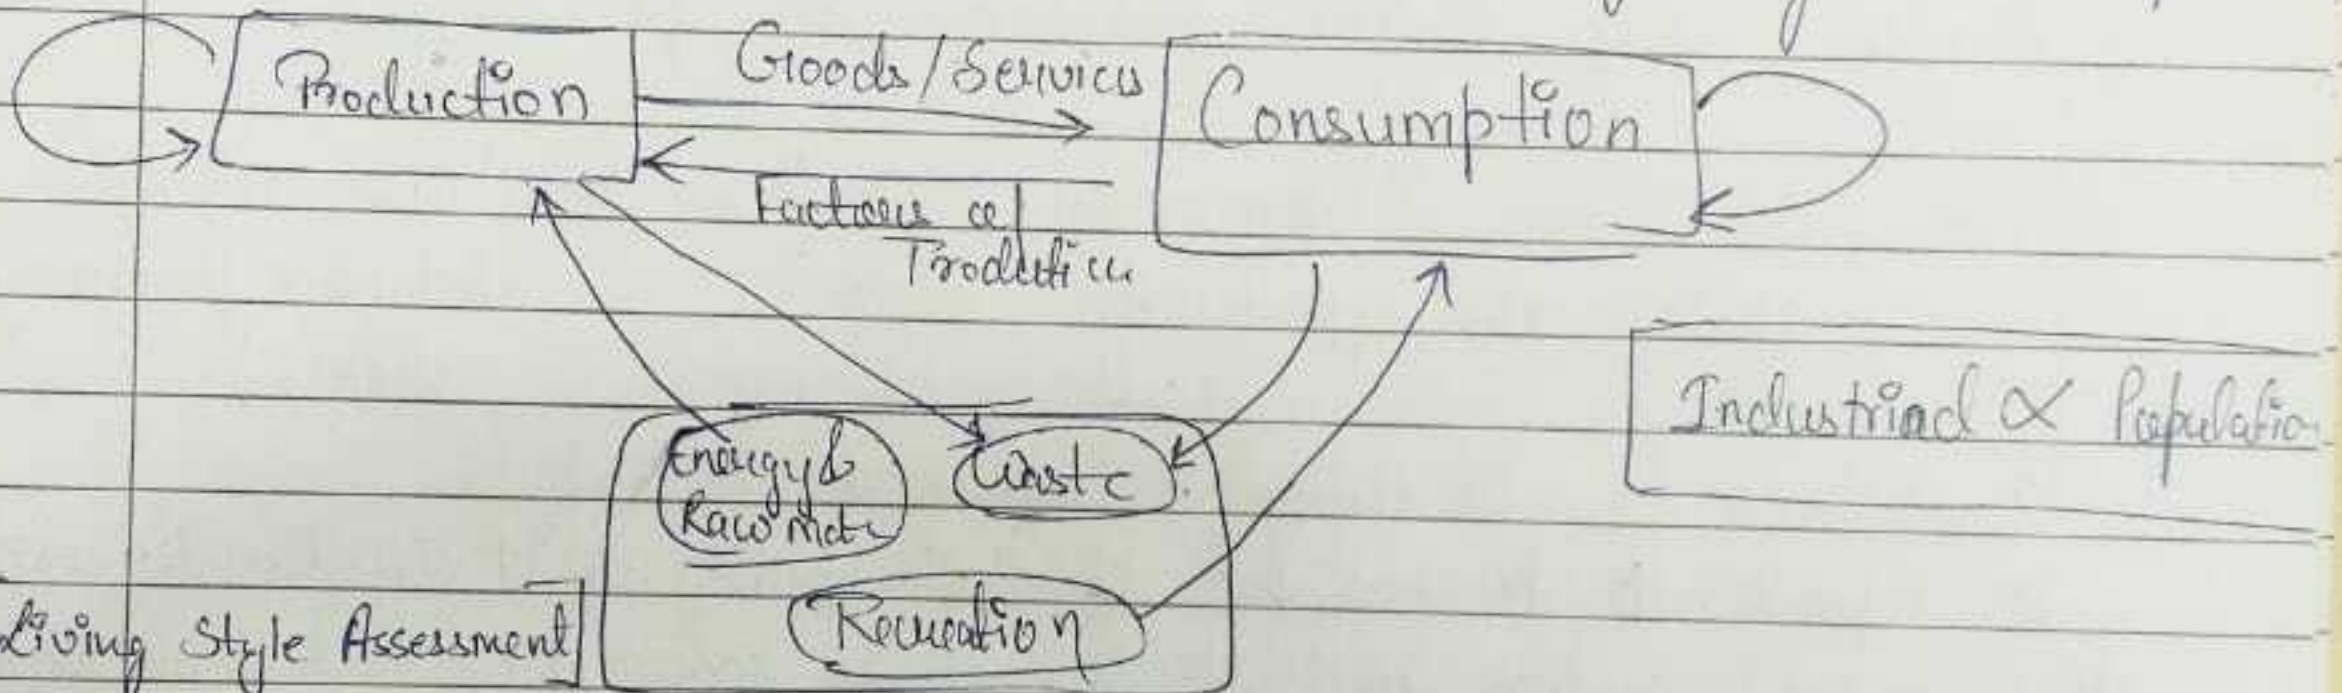 Production
Goods/Services
Consumption
Factors of
Production
Industrial ∝ Population
Energy &
Raw mat
Waste
Recreation
Living Style Assessment]